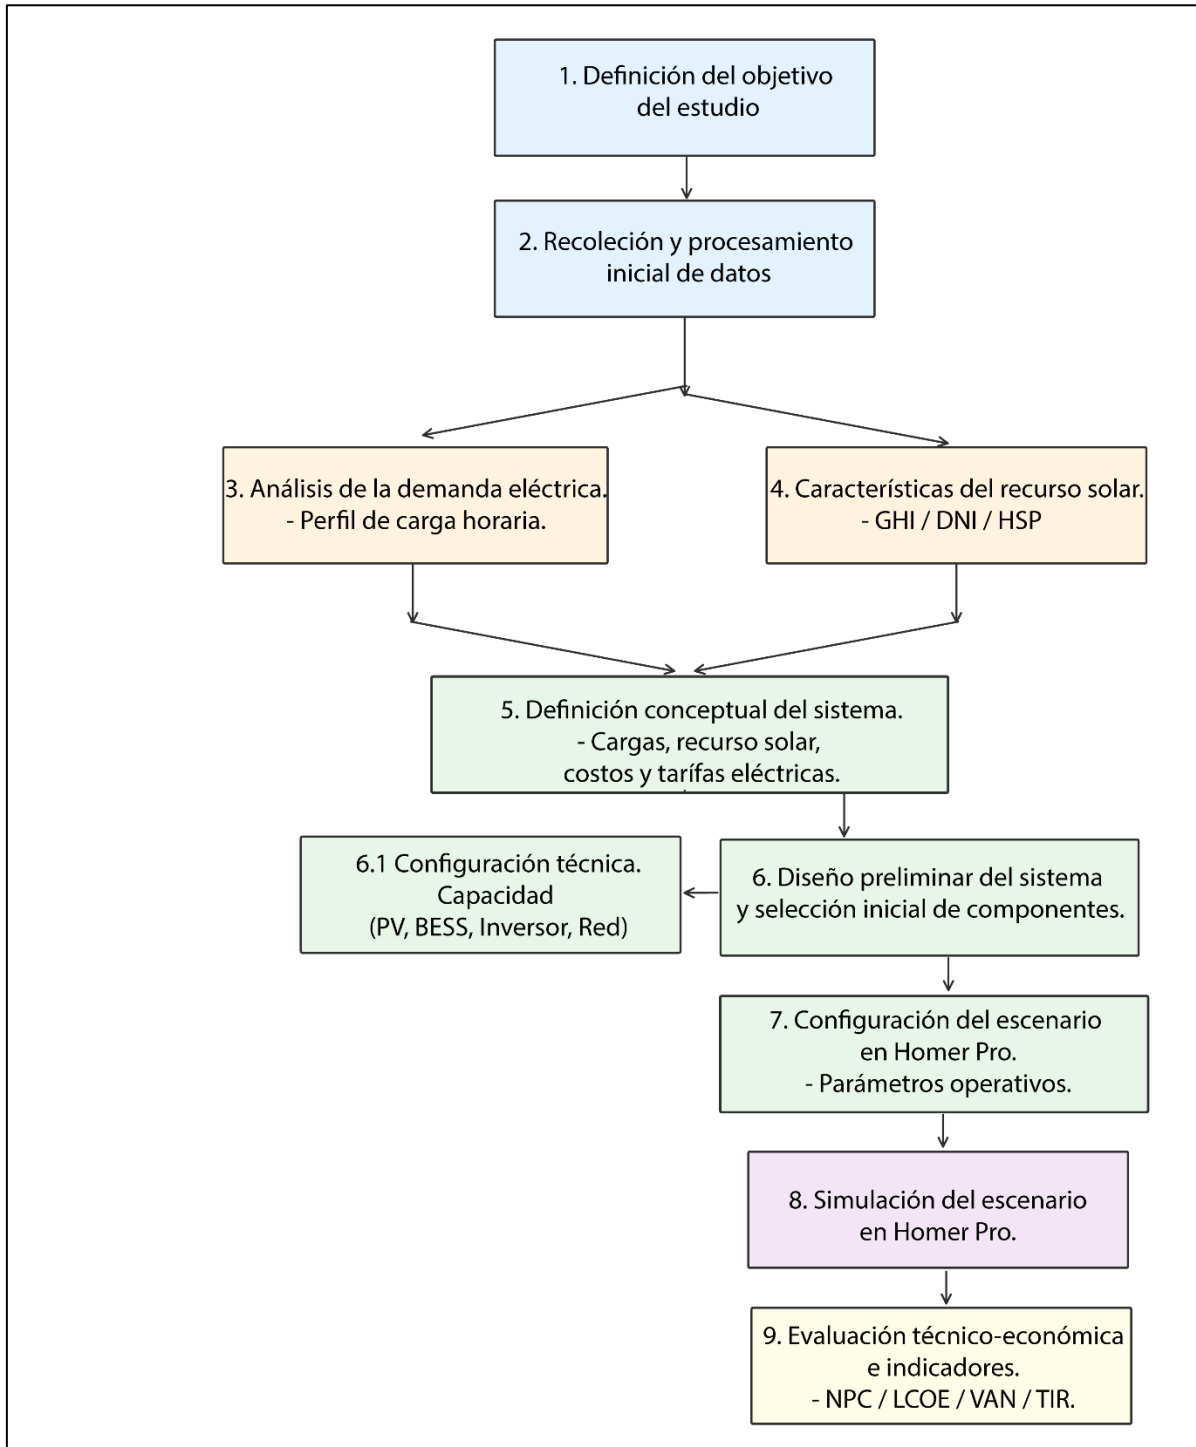 1. Definición del objetivo
del estudio
2. Recoleción y procesamiento
inicial de datos
3. Análisis de la demanda eléctrica.
- Perfil de carga horaria.
4. Características del recurso solar.
- GHI / DNI / HSP
5. Definición conceptual del sistema.
- Cargas, recurso solar,
costos y tarífas eléctricas.
6.1 Configuración técnica.
Capacidad
(PV, BESS, Inversor, Red)
6. Diseño preliminar del sistema
y selección inicial de componentes.
7. Configuración del escenario
en Homer Pro.
- Parámetros operativos.
8. Simulación del escenario
en Homer Pro.
9. Evaluación técnico-económica
e indicadores.
- NPC / LCOE / VAN / TIR.